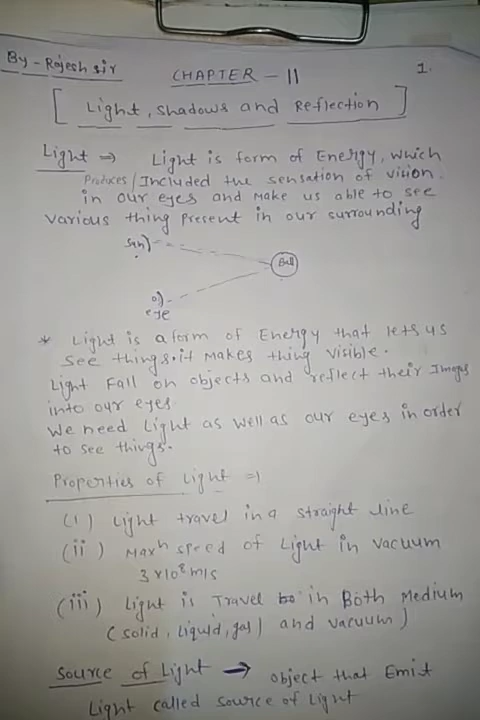 By - Rajesh sir
CHAPTER - 11
1.
[Light, Shadows and Reflection]
Light ⇒ Light is form of Energy, which
Produces/Included the sensation of vision.
in our eyes and make us able to see
various thing present in our surrounding
Ball
eye
* Light is a form of Energy that lets us
see things. it makes thing visible.
Light Fall on objects and reflect their Images
into our eyes
We need Light as well as our eyes in order
to see things.
Properties of Light ⇒
(i) Light travel in a straight line
(ii) Maxm speed of Light in vacuum
3 x 10^8 m/s
(iii) Light is Travel in Both Medium
(solid, Liquid, gas) and vacuum)
Source of Light → object that Emit
Light called source of Light